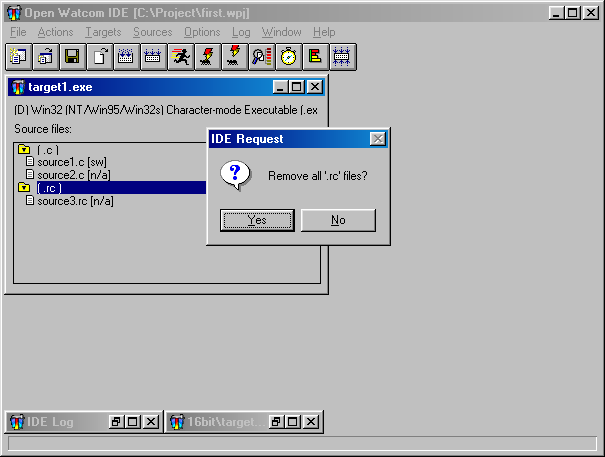 Open Watcom IDE [C:\Project\first.wpj]
File Actions Targets Sources Options Log Window Help
target1.exe
(D) Win32 (NT/Win95/Win32s) Character-mode Executable (.ex
Source files:
( .c )
source1.c [sw]
source2.c [n/a]
( .rc )
source3.rc [n/a]
IDE Request
Remove all '.rc' files?
Yes No
IDE Log
16bit\target...